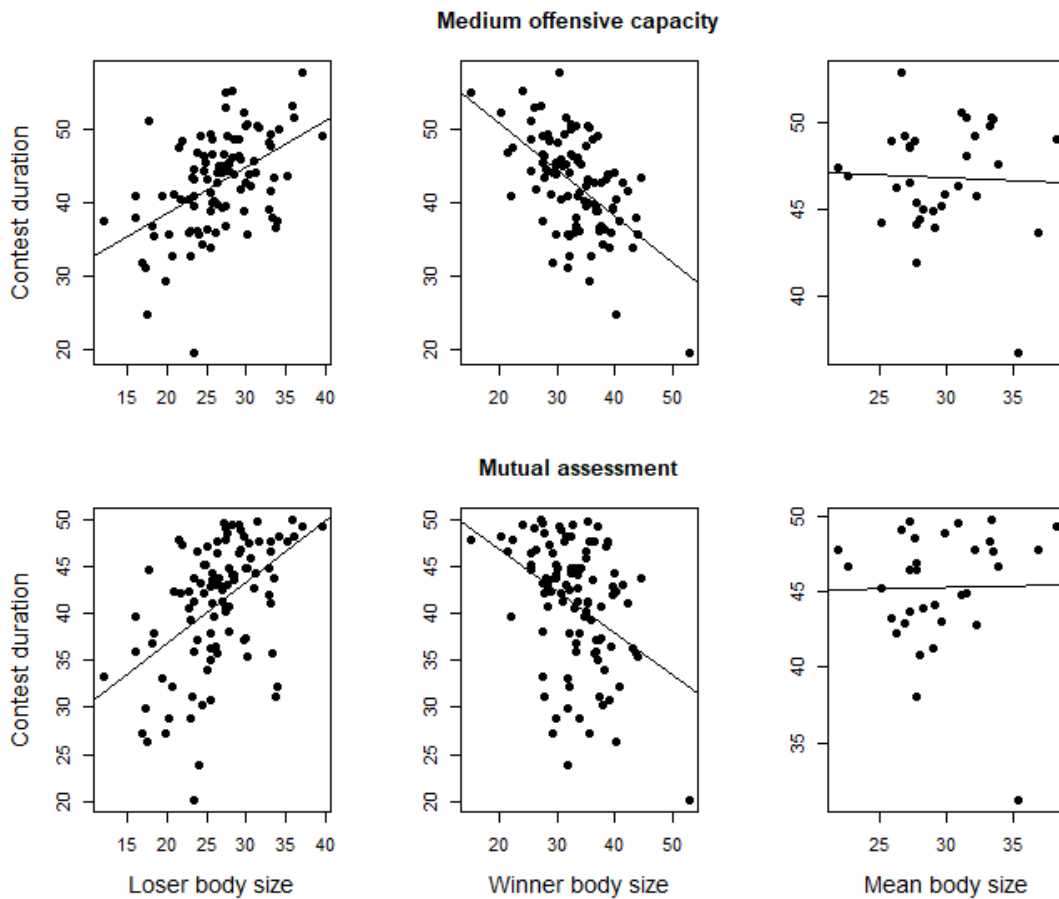 Medium offensive capacity
Contest duration
20 30 40 50
15 20 25 30 35 40
20 30 40 50
20 30 40 50
40 45 50
25 30 35
Mutual assessment
Contest duration
20 25 30 35 40 45 50
15 20 25 30 35 40
20 25 30 35 40 45 50
20 30 40 50
35 40 45 50
25 30 35
Loser body size
Winner body size
Mean body size